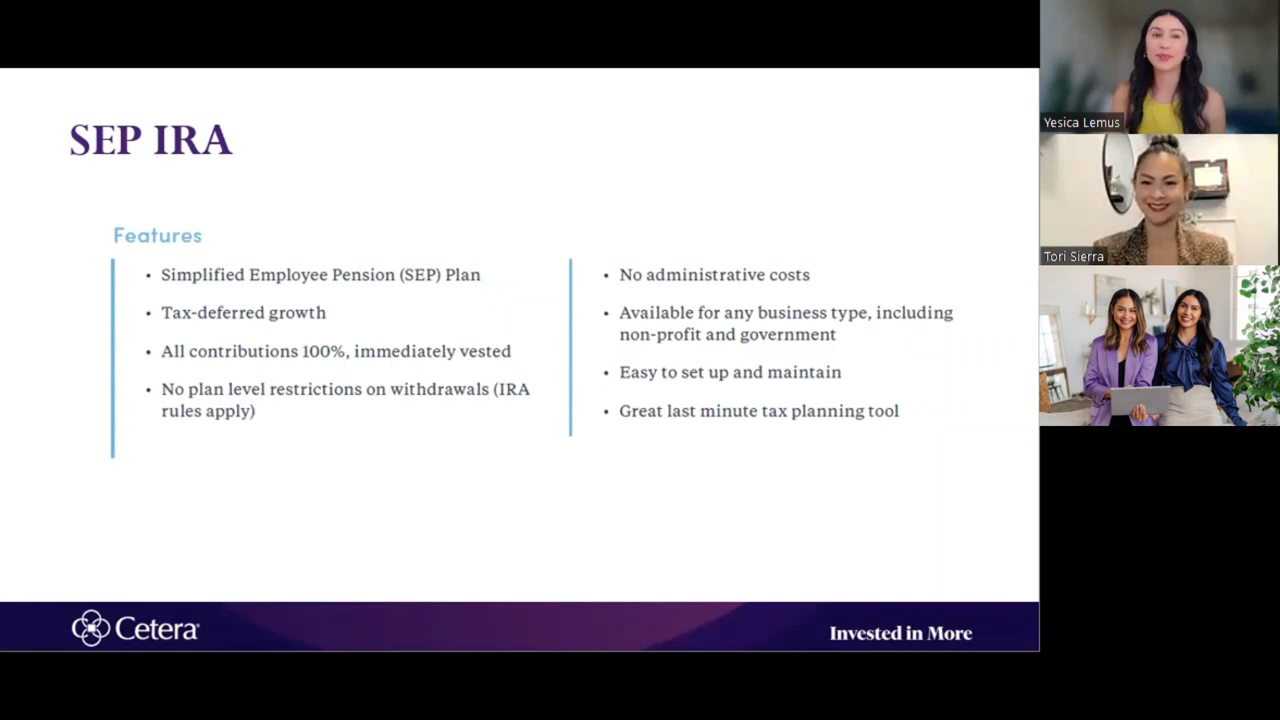 SEP IRA
Features
• Simplified Employee Pension (SEP) Plan
• Tax-deferred growth
• All contributions 100%, immediately vested
• No plan level restrictions on withdrawals (IRA
rules apply)
• No administrative costs
• Available for any business type, including
non-profit and government
• Easy to set up and maintain
• Great last minute tax planning tool
Cetera®
Invested in More
Yesica Lemus
Tori Sierra